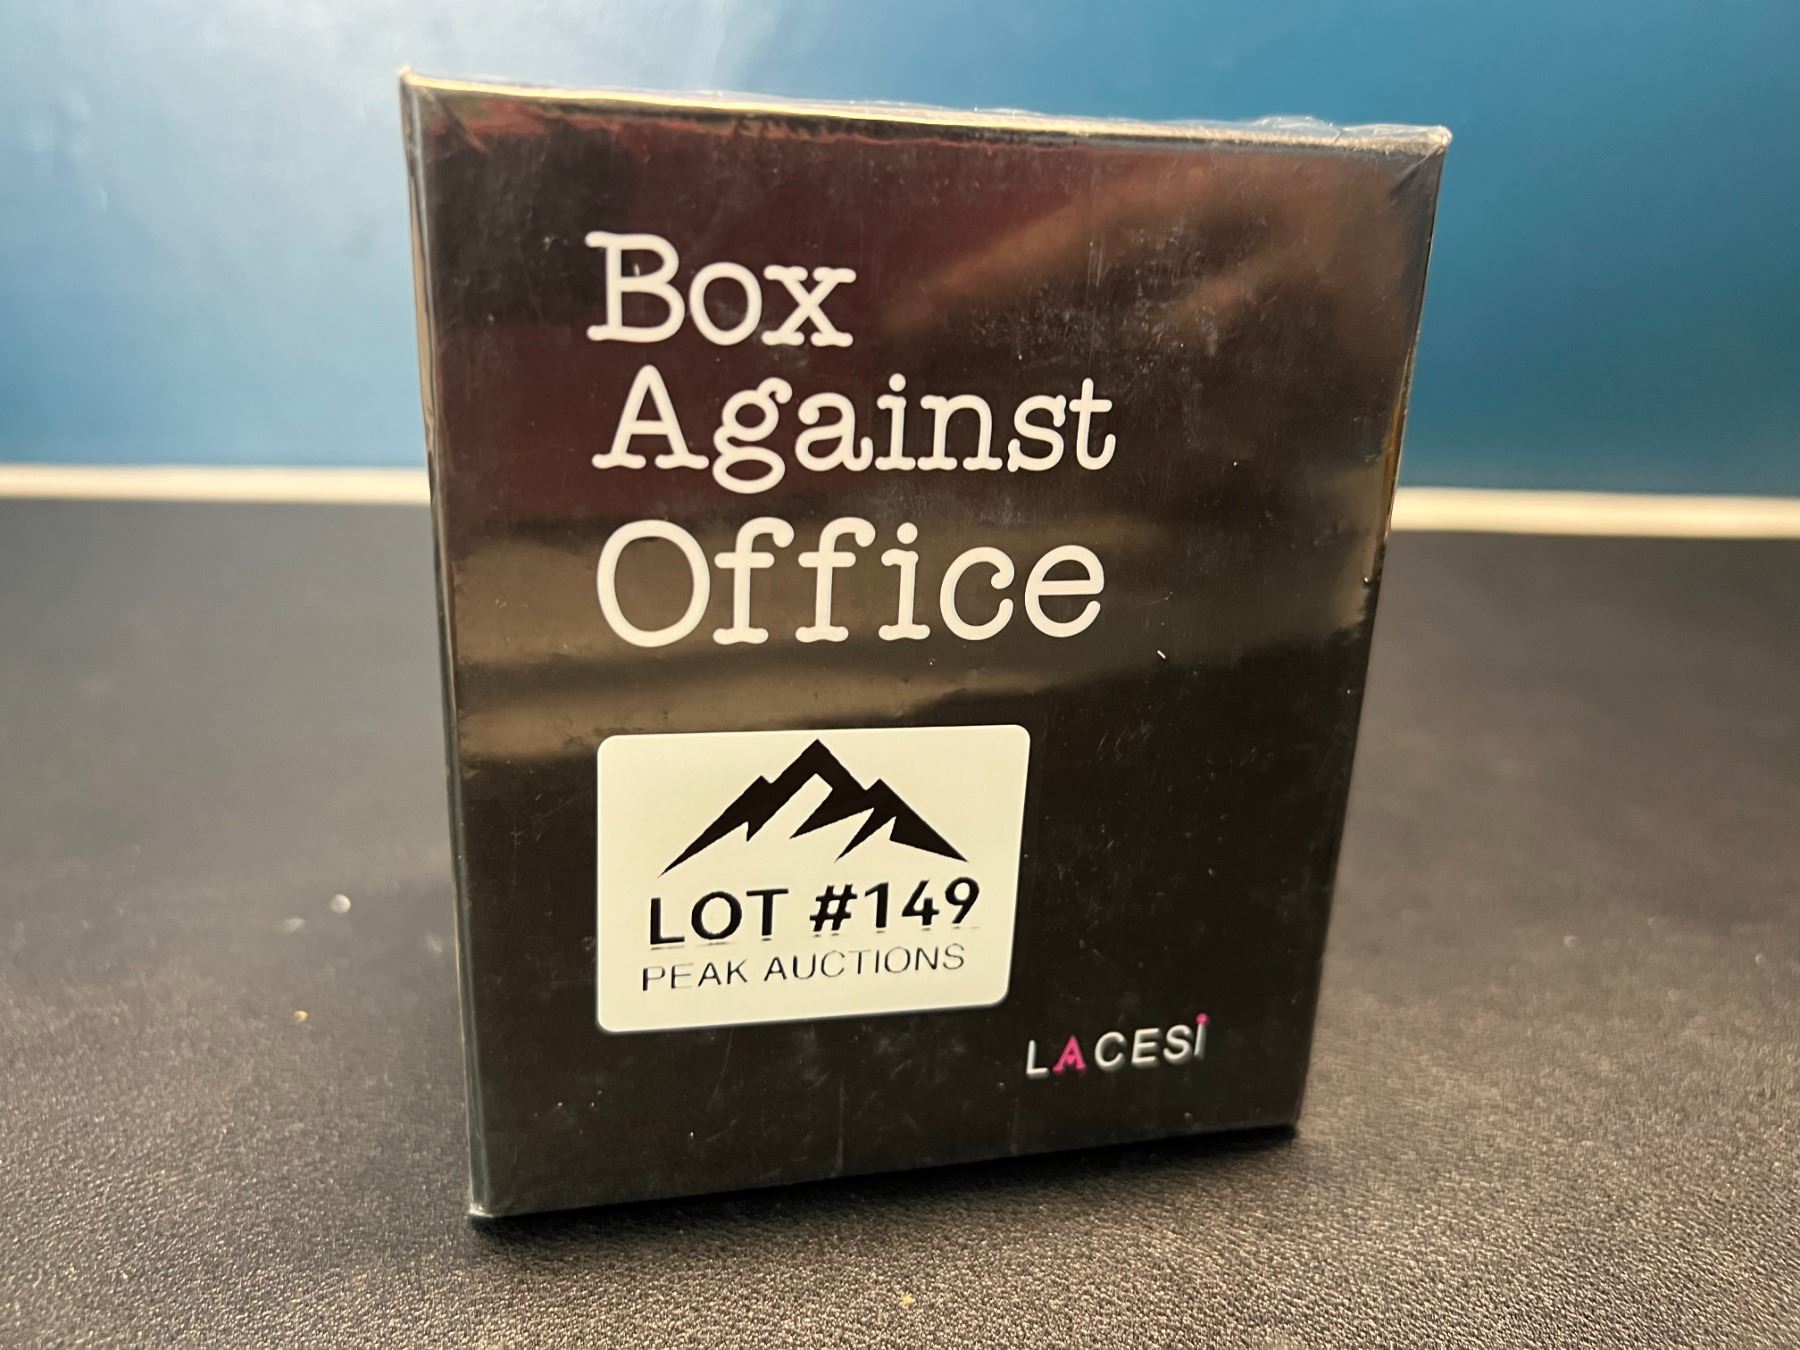 Box
Against
Office
LOT #149
PEAK AUCTIONS
LACESI